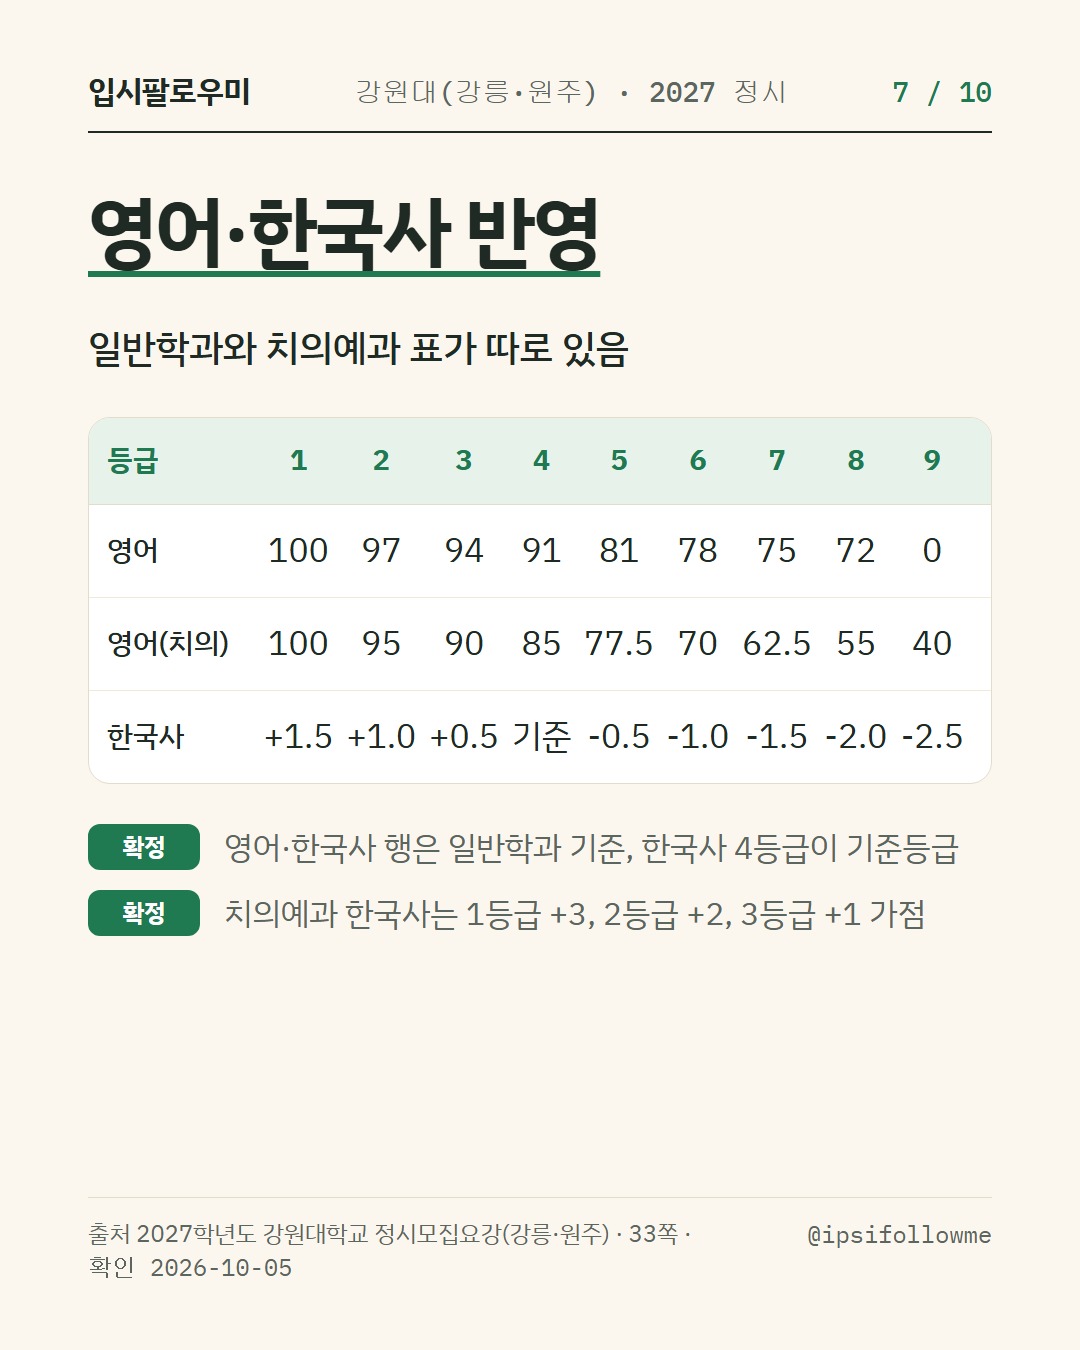 입시팔로우미 강원대(강릉·원주) · 2027 정시 7 / 10
영어·한국사 반영
일반학과와 치의예과 표가 따로 있음
등급 1 2 3 4 5 6 7 8 9
영어 100 97 94 91 81 78 75 72 0
영어(치의) 100 95 90 85 77.5 70 62.5 55 40
한국사 +1.5 +1.0 +0.5 기준 -0.5 -1.0 -1.5 -2.0 -2.5
확정 영어·한국사 행은 일반학과 기준, 한국사 4등급이 기준등급
확정 치의예과 한국사는 1등급 +3, 2등급 +2, 3등급 +1 가점
출처 2027학년도 강원대학교 정시모집요강(강릉·원주) · 33쪽 · @ipsifollowme
확인 2026-10-05